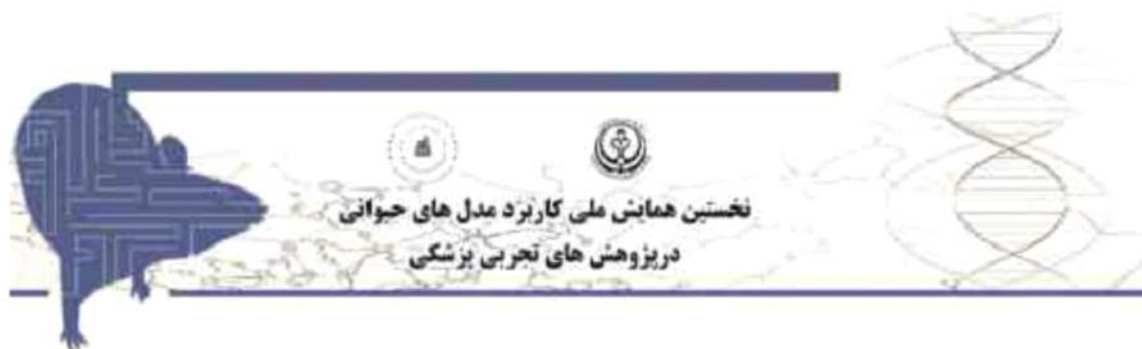 نخستین همایش ملی کاربرد مدل های حیوانی
درپژوهش های تجربی پزشکی